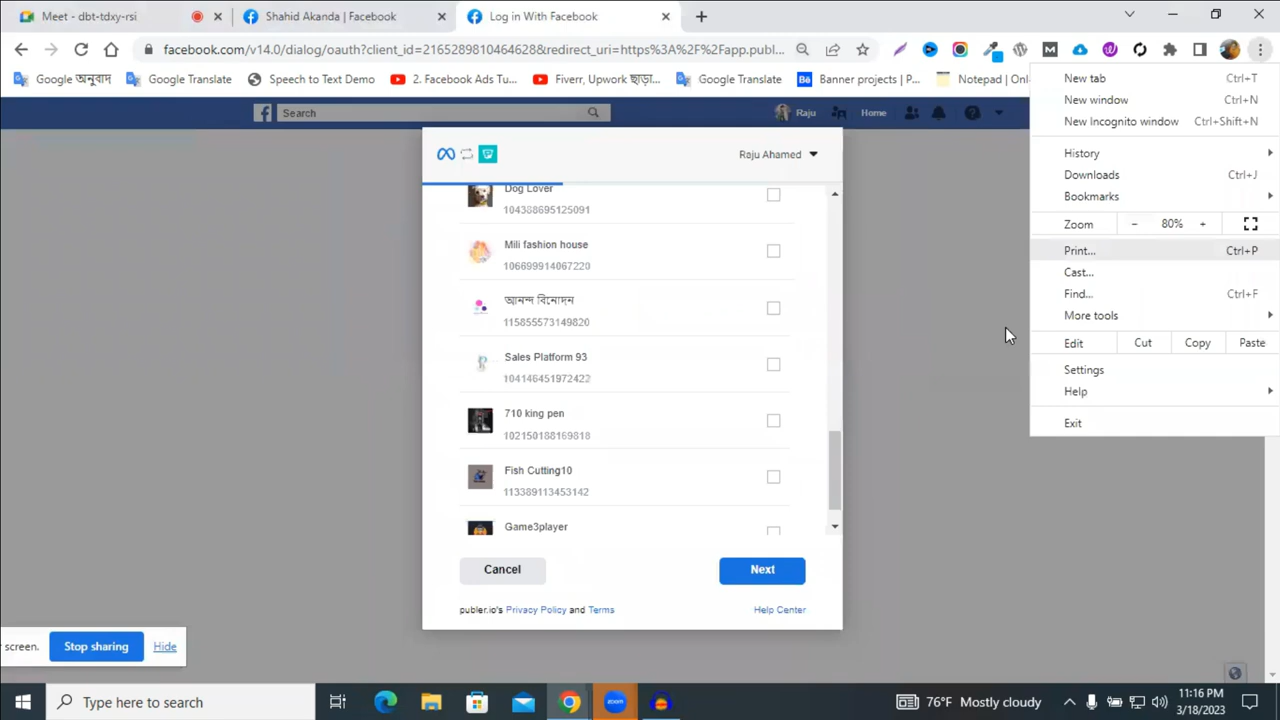 Meet - dbt-tdxy-rsi
Shahid Akanda | Facebook
Log in With Facebook
facebook.com/v14.0/dialog/oauth?client_id=2165289810464628&redirect_uri=https%3A%2F%2Fapp.publ...
Google অনুবাদ
Google Translate
Speech to Text Demo
2. Facebook Ads Tu...
Fiverr, Upwork ছাড়া...
Google Translate
Banner projects | P...
Notepad | Onl
Search
Raju
Home
Raju Ahamed
Dog Lover
104388695125091
Mili fashion house
106699914067220
আনন্দ বিনোদন
115855573149820
Sales Platform 93
104146451972422
710 king pen
102150188169818
Fish Cutting10
113389113453142
Game3player
Cancel
Next
publer.io's Privacy Policy and Terms
Help Center
New tab Ctrl+T
New window Ctrl+N
New Incognito window Ctrl+Shift+N
History
Downloads Ctrl+J
Bookmarks
Zoom - 80% +
Print... Ctrl+P
Cast...
Find... Ctrl+F
More tools
Edit Cut Copy Paste
Settings
Help
Exit
screen.
Stop sharing
Hide
Type here to search
zoom
76°F Mostly cloudy
11:16 PM
3/18/2023